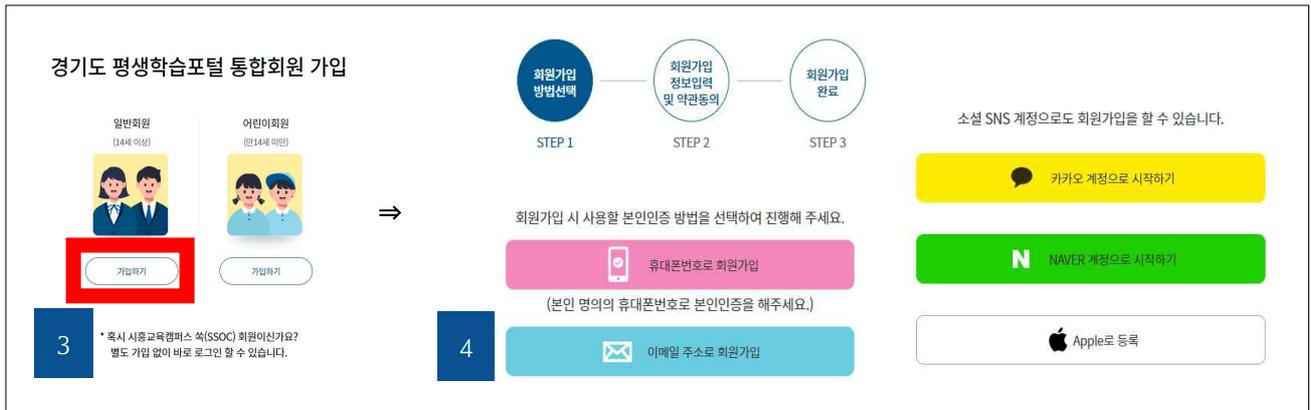 경기도 평생학습포털 통합회원 가입
일반회원
(14세 이상)
가입하기
어린이회원
(만14세 미만)
가입하기
3
* 혹시 시흥교육캠퍼스 쏙(SSOC) 회원이신가요?
별도 가입 없이 바로 로그인 할 수 있습니다.
⇒
회원가입
방법선택
STEP 1
회원가입
정보입력
및 약관동의
STEP 2
회원가입
완료
STEP 3
회원가입 시 사용할 본인인증 방법을 선택하여 진행해 주세요.
휴대폰번호로 회원가입
(본인 명의의 휴대폰번호로 본인인증을 해주세요.)
4
이메일 주소로 회원가입
소셜 SNS 계정으로도 회원가입을 할 수 있습니다.
카카오 계정으로 시작하기
N NAVER 계정으로 시작하기
Apple로 등록